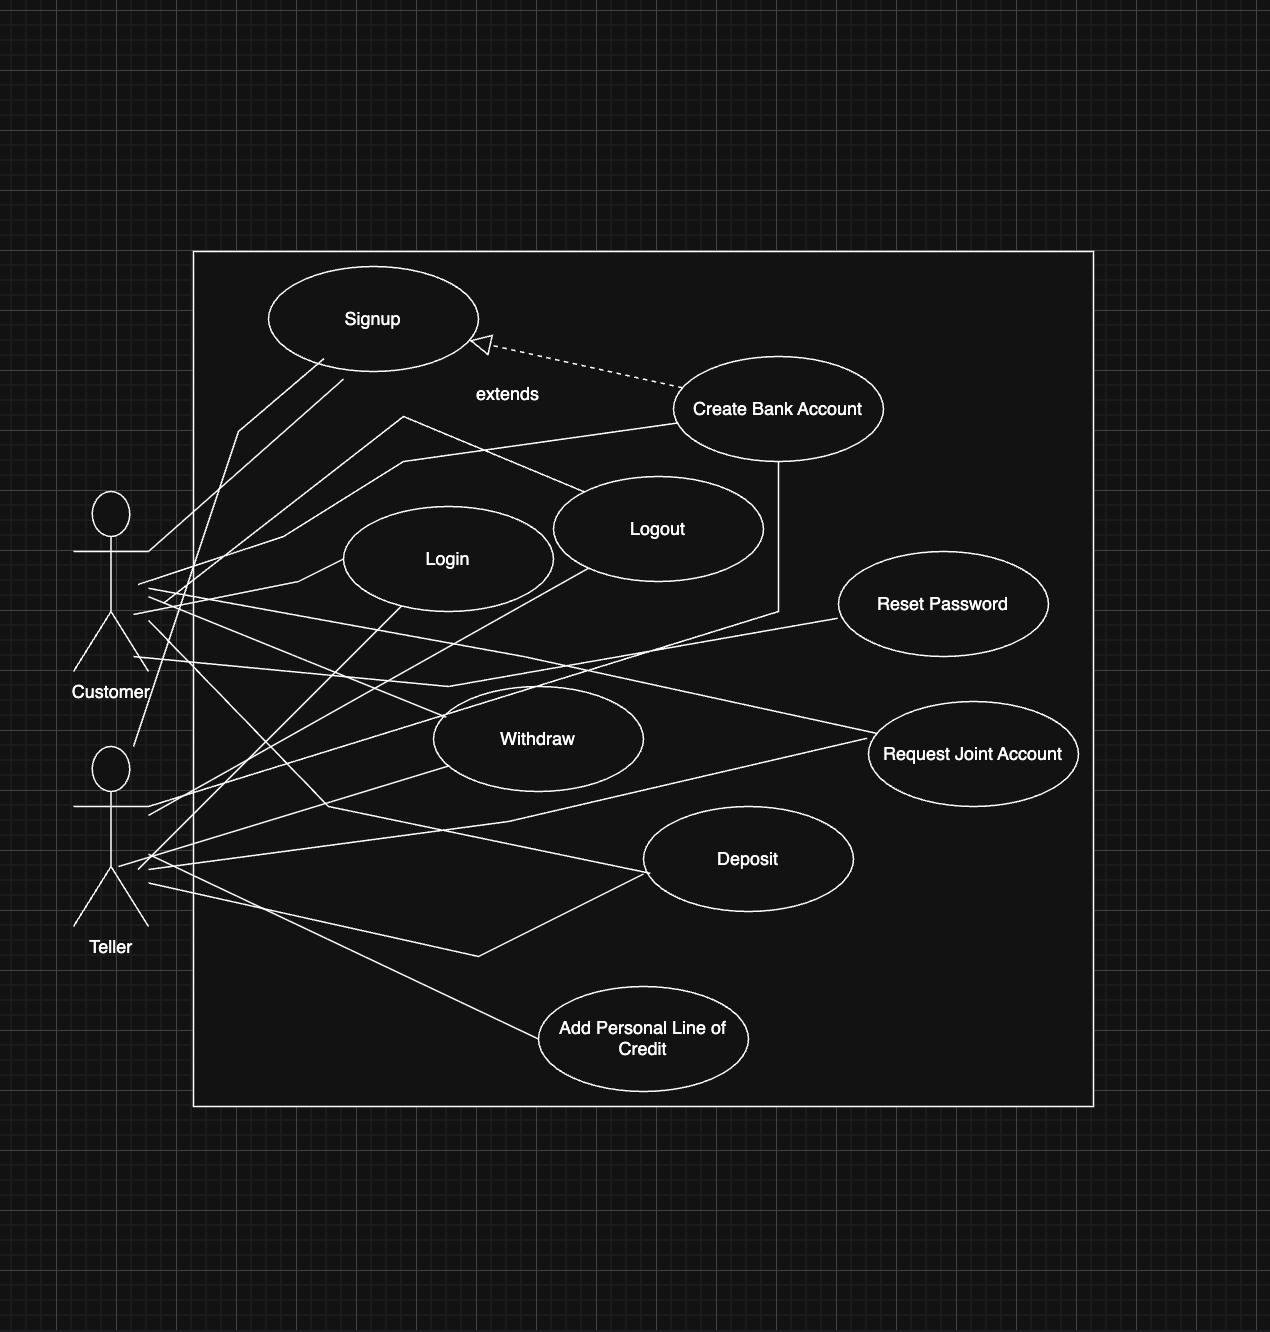 Signup
extends
Create Bank Account
Logout
Login
Reset Password
Customer
Withdraw
Request Joint Account
Deposit
Teller
Add Personal Line of
Credit